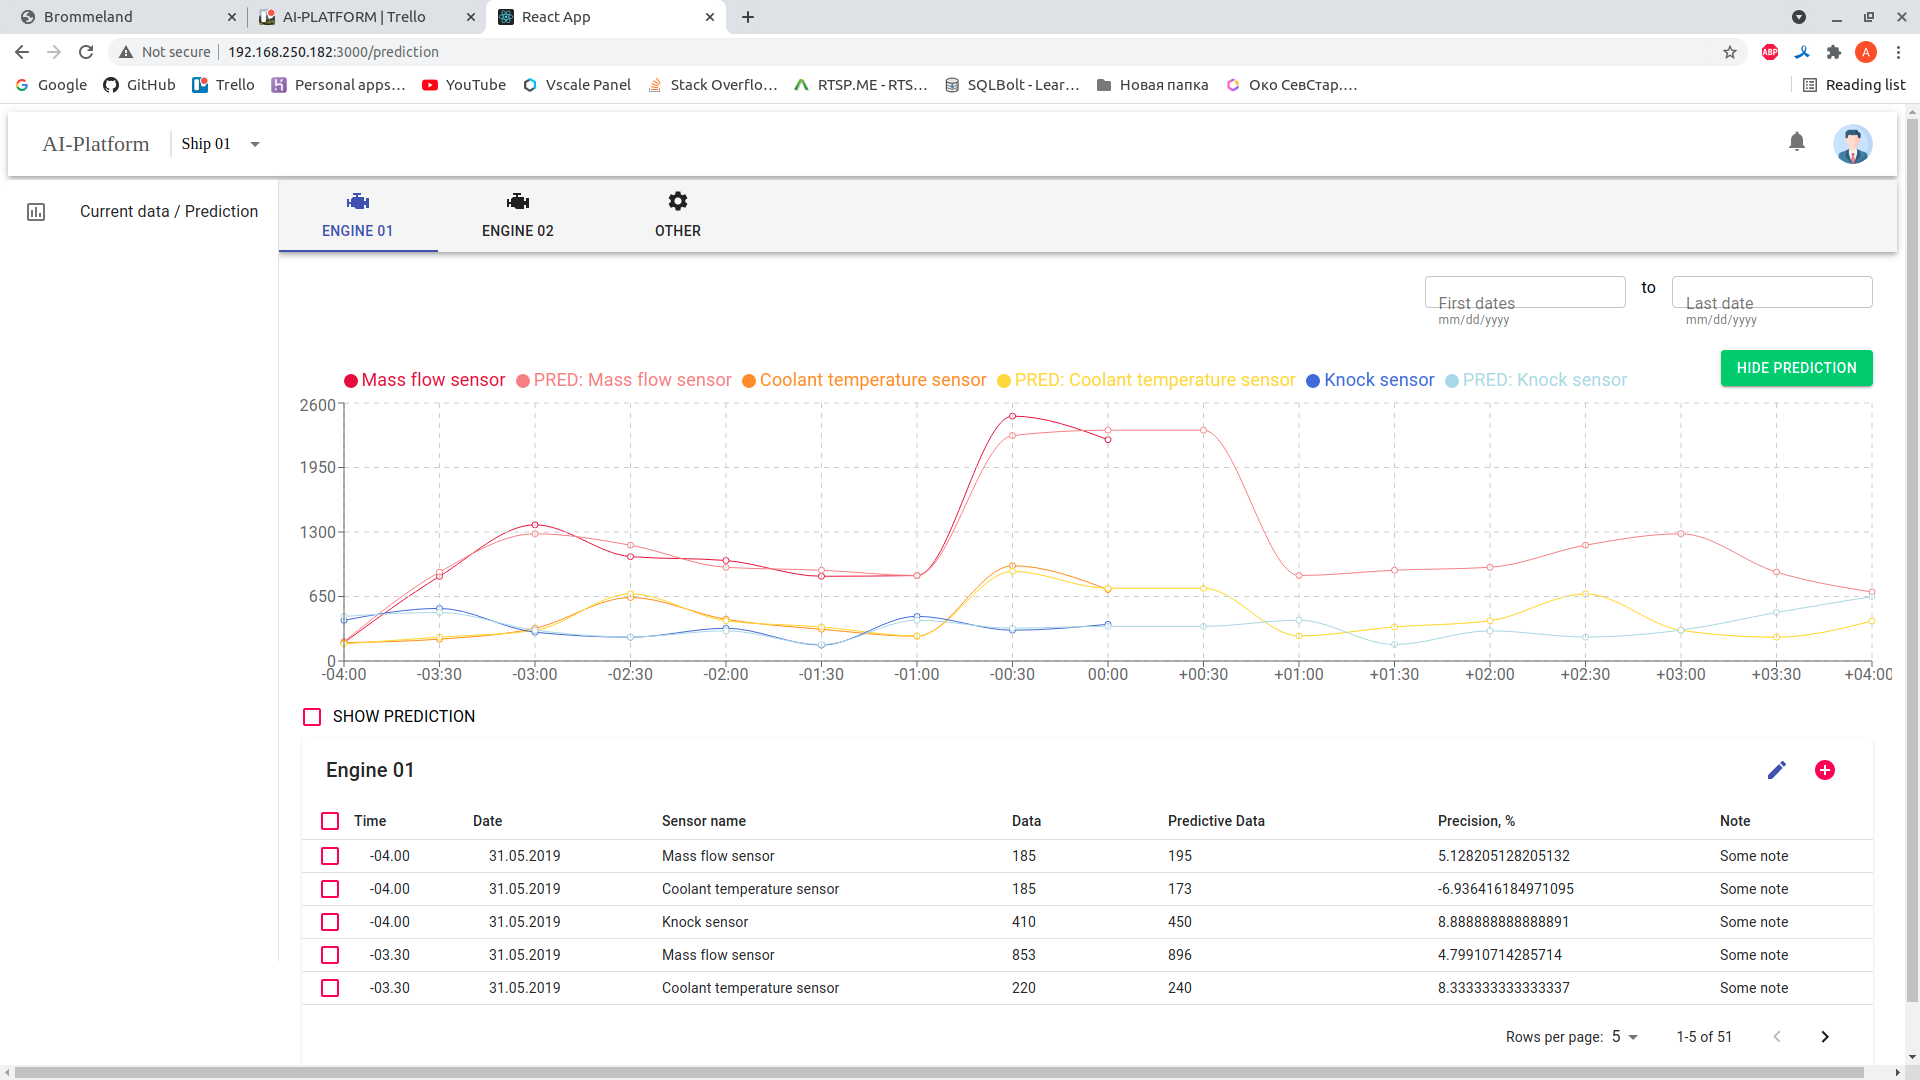 Brommeland
AI-PLATFORM | Trello
React App
Not secure
192.168.250.182:3000/prediction
ABP
A
Google
GitHub
Trello
Personal apps…
YouTube
Vscale Panel
Stack Overflo…
RTSP.ME - RTS…
SQLBolt - Lear…
Новая папка
Око СевСтар.…
Reading list
AI-Platform
Ship 01
Current data / Prediction
ENGINE 01
ENGINE 02
OTHER
First dates
mm/dd/yyyy
to
Last date
mm/dd/yyyy
HIDE PREDICTION
Mass flow sensor
PRED: Mass flow sensor
Coolant temperature sensor
PRED: Coolant temperature sensor
Knock sensor
PRED: Knock sensor
2600
1950
1300
650
0
-04:00 -03:30 -03:00 -02:30 -02:00 -01:30 -01:00 -00:30 00:00 +00:30 +01:00 +01:30 +02:00 +02:30 +03:00 +03:30 +04:00
SHOW PREDICTION
Engine 01
Time Date Sensor name Data Predictive Data Precision, % Note
-04.00 31.05.2019 Mass flow sensor 185 195 5.128205128205132 Some note
-04.00 31.05.2019 Coolant temperature sensor 185 173 -6.936416184971095 Some note
-04.00 31.05.2019 Knock sensor 410 450 8.888888888888891 Some note
-03.30 31.05.2019 Mass flow sensor 853 896 4.79910714285714 Some note
-03.30 31.05.2019 Coolant temperature sensor 220 240 8.333333333333337 Some note
Rows per page: 5 1-5 of 51